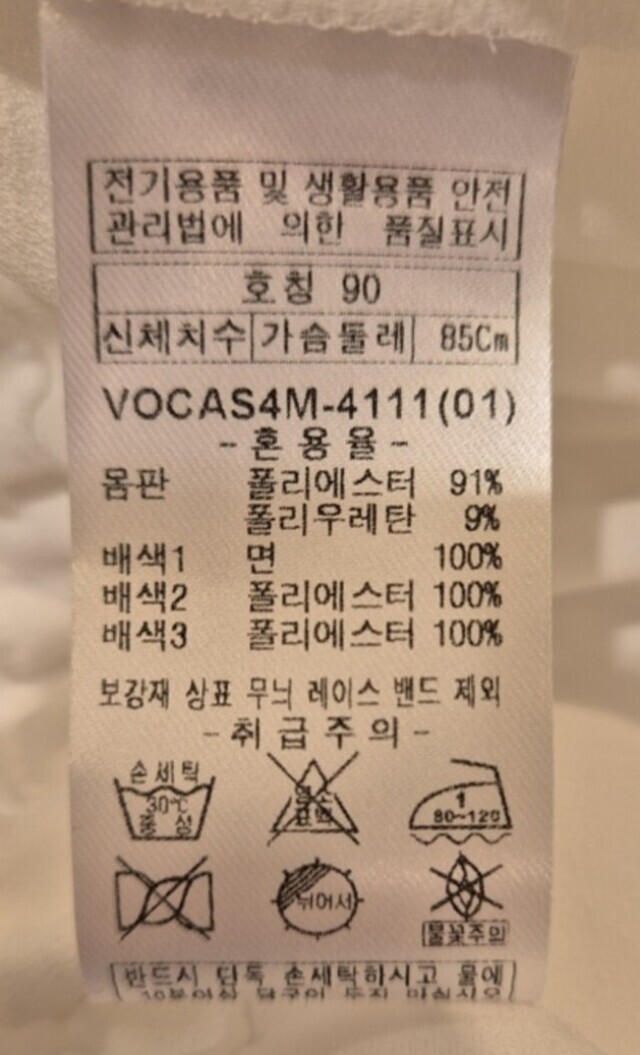 전기용품 및 생활용품 안전
관리법에 의한 품질표시
호칭 90
신체치수 가슴둘레 85Cm
VOCAS4M-4111(01)
- 혼 용 율 -
몸판 폴리에스터 91%
폴리우레탄 9%
배색1 면 100%
배색2 폴리에스터 100%
배색3 폴리에스터 100%
보강재 상표 무늬 레이스 밴드 제외
- 취 급 주 의 -
손세탁
30℃
중 성
염소
표백
1
80~120
뉘어서
불꽃주의
반드시 단독 손세탁하시고 물에